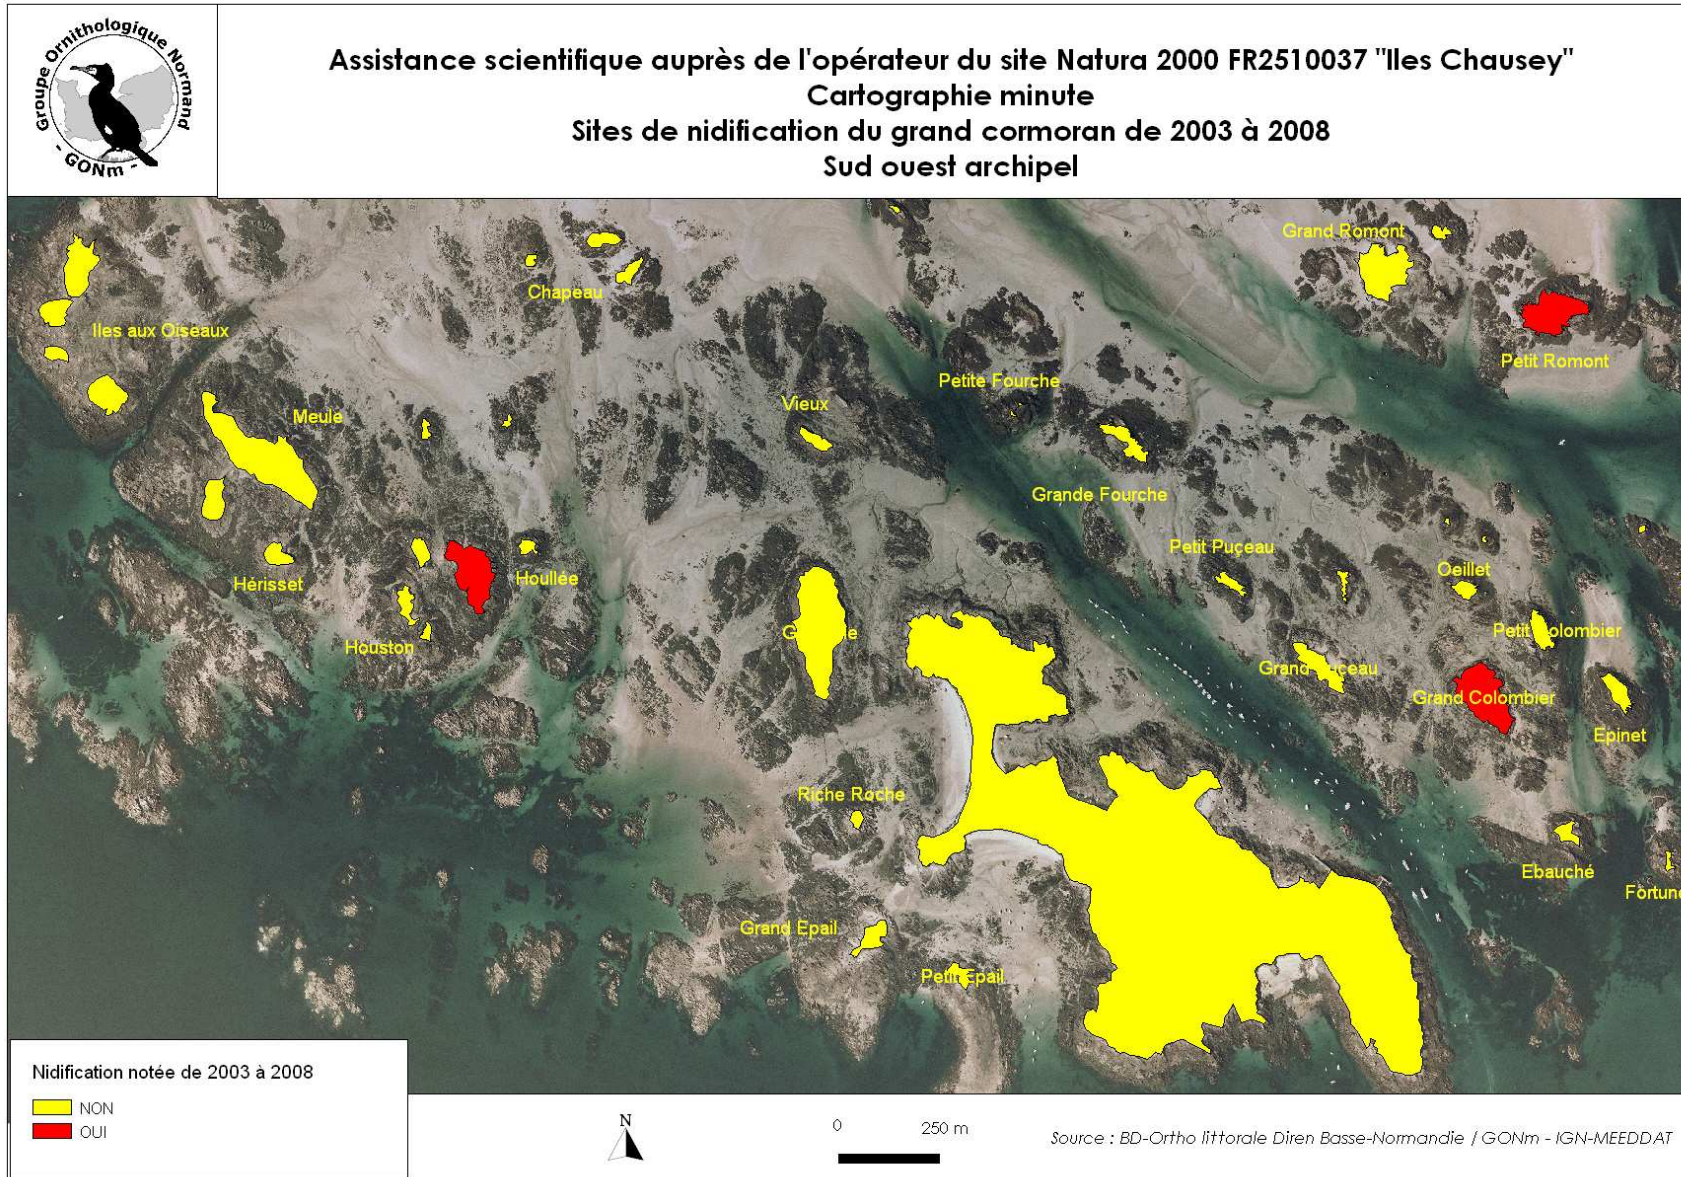 Groupe Ornithologique Normand
- GONm -
Assistance scientifique auprès de l'opérateur du site Natura 2000 FR2510037 "Iles Chausey"
Cartographie minute
Sites de nidification du grand cormoran de 2003 à 2008
Sud ouest archipel
Grand Romont
Chapeau
Iles aux Oiseaux
Petit Romont
Petite Fourche
Vieux
Meule
Grande Fourche
Petit Puçeau
Oeillet
Houllée
Hérisset
Petit Colombier
Houston
Grand Puçeau
Grand Colombier
Epinet
Riche Roche
Ebauché
Fortune
Grand Epail
Petit Epail
Nidification notée de 2003 à 2008
NON
OUI
N
0 250 m
Source : BD-Ortho littorale Diren Basse-Normandie / GONm - IGN-MEEDDAT